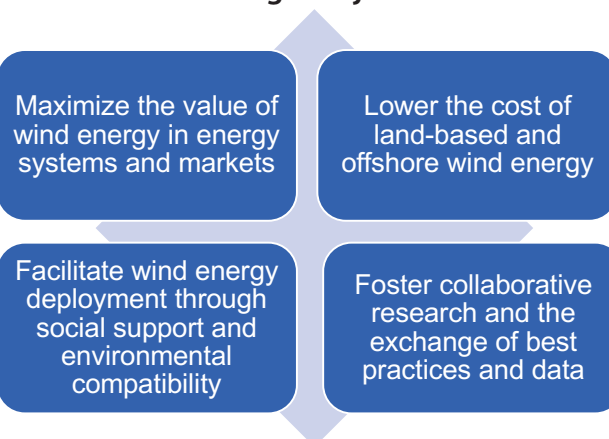 Maximize the value of
wind energy in energy
systems and markets
Lower the cost of
land-based and
offshore wind energy
Facilitate wind energy
deployment through
social support and
environmental
compatibility
Foster collaborative
research and the
exchange of best
practices and data